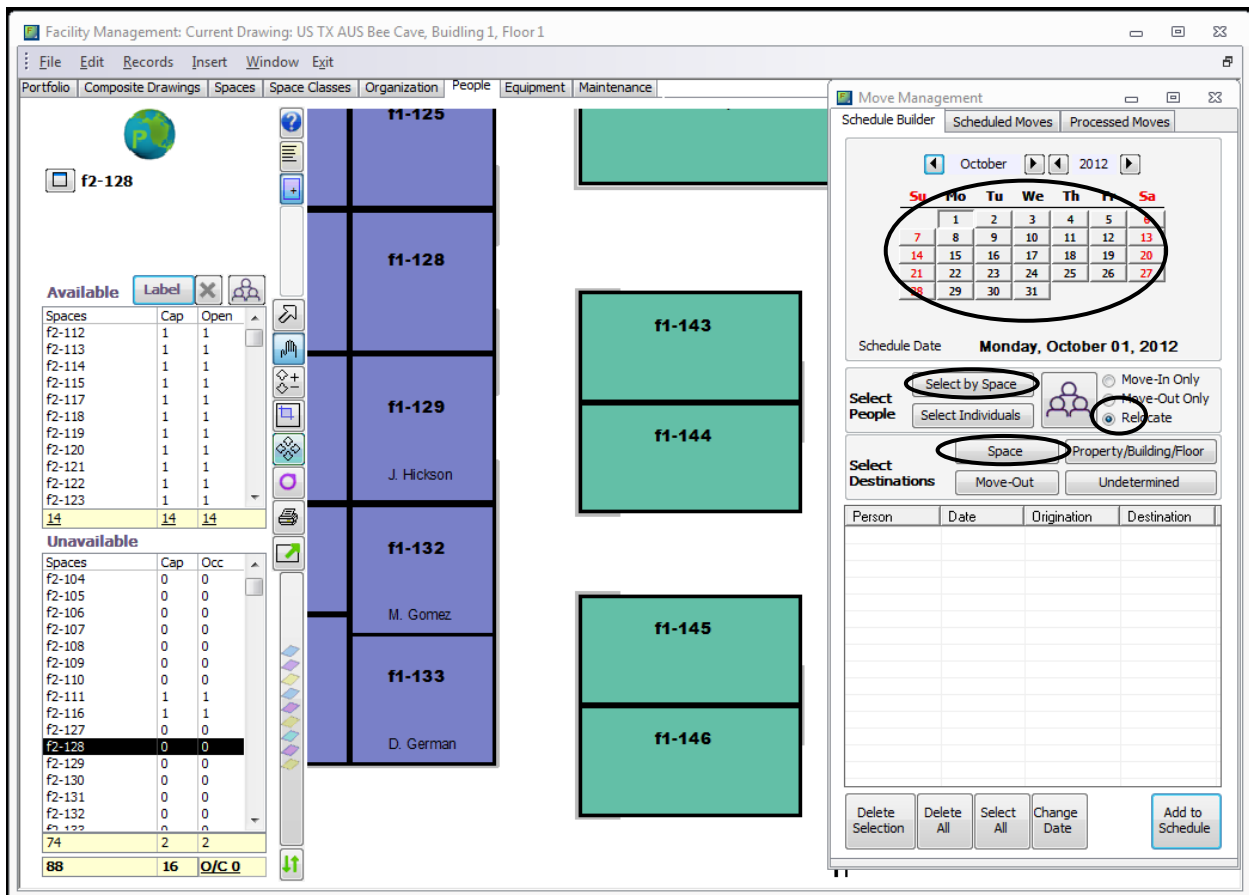 Facility Management: Current Drawing: US TX AUS Bee Cave, Buidling 1, Floor 1
File Edit Records Insert Window Exit
Portfolio Composite Drawings Spaces Space Classes Organization People Equipment Maintenance
P
f2-128
Available Label
Spaces Cap Open
f2-112 1 1
f2-113 1 1
f2-114 1 1
f2-115 1 1
f2-117 1 1
f2-118 1 1
f2-119 1 1
f2-120 1 1
f2-121 1 1
f2-122 1 1
f2-123 1 1
14 14 14
Unavailable
Spaces Cap Occ
f2-104 0 0
f2-105 0 0
f2-106 0 0
f2-107 0 0
f2-108 0 0
f2-109 0 0
f2-110 0 0
f2-111 1 1
f2-116 1 1
f2-127 0 0
f2-128 0 0
f2-129 0 0
f2-130 0 0
f2-131 0 0
f2-132 0 0
f2-133 0 0
74 2 2
88 16 O/C 0
f1-125
f1-128
f1-129
J. Hickson
f1-132
M. Gomez
f1-133
D. German
f1-143
f1-144
f1-145
f1-146
Move Management
Schedule Builder Scheduled Moves Processed Moves
October 2012
Su Mo Tu We Th Fr Sa
1 2 3 4 5 6
7 8 9 10 11 12 13
14 15 16 17 18 19 20
21 22 23 24 25 26 27
28 29 30 31
Schedule Date Monday, October 01, 2012
Select People
Select by Space
Select Individuals
Move-In Only
Move-Out Only
Relocate
Select Destinations
Space Property/Building/Floor
Move-Out Undetermined
Person Date Origination Destination
Delete Selection
Delete All
Select All
Change Date
Add to Schedule